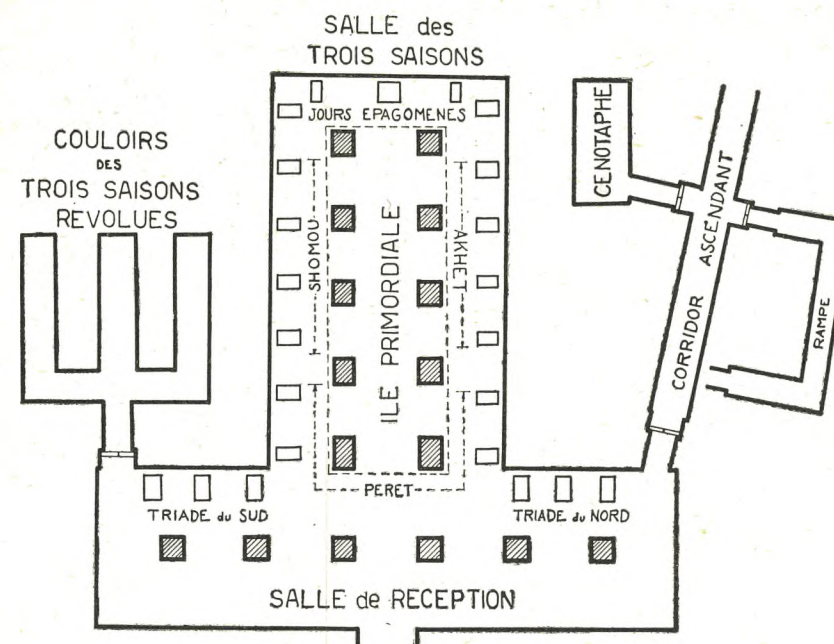 SALLE des
TROIS SAISONS
JOURS EPAGOMENES
COULOIRS
DES
TROIS SAISONS
REVOLUES
SHOMOU
ILE PRIMORDIALE
AKHET
PERET
CENOTAPHE
CORRIDOR ASCENDANT
RAMPE
TRIADE du SUD
TRIADE du NORD
SALLE de RECEPTION